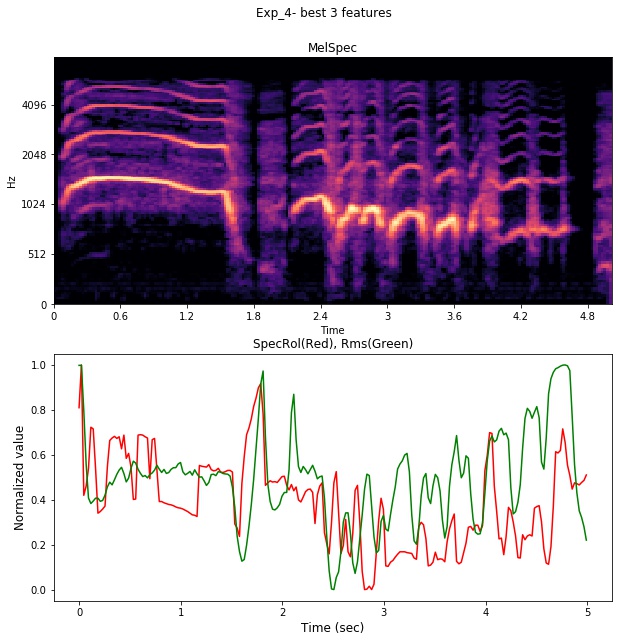 Exp_4- best 3 features
MelSpec
4096
2048
1024
512
0
Hz
0 0.6 1.2 1.8 2.4 3 3.6 4.2 4.8
Time
SpecRol(Red), Rms(Green)
1.0
0.8
0.6
0.4
0.2
0.0
Normalized value
0 1 2 3 4 5
Time (sec)